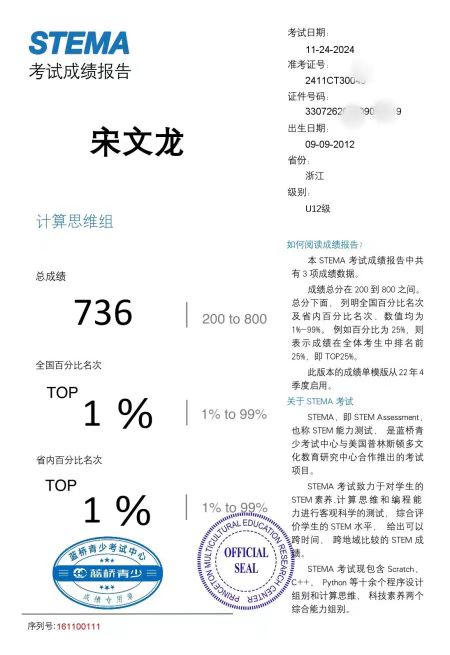 STEMA
考试成绩报告
宋文龙
计算思维组
总成绩
736
200 to 800
全国百分比名次
TOP
1 %
1% to 99%
省内百分比名次
TOP
1 %
1% to 99%
蓝桥青少考试中心
蓝桥青少
成绩专用章
PRINCETON MULTICULTURAL EDUCATION RESEARCH CENTER
OFFICIAL
SEAL
序列号:161100111
考试日期:
11-24-2024
准考证号:
证件号码:
出生日期:
09-09-2012
省份:
浙江
级别:
U12级
如何阅读成绩报告?
本 STEMA 考试成绩报告中共
有 3 项成绩数据。
成绩总分在 200 到 800 之间。
总分下面，列明全国百分比名次
及省内百分比名次，数值均为
1%-99%。例如百分比为 25%，则
表示成绩在全体考生中排名前
25%，即 TOP25%。
此版本的成绩单模版从 22 年 4
季度启用。
关于 STEMA 考试
STEMA，即 STEM Assessment，
也称 STEM 能力测试，是蓝桥青
少考试中心与美国普林斯顿多文
化教育研究中心合作推出的考试
项目。
STEMA 考试致力于对学生的
STEM 素养、计算思维和编程能
力进行客观科学的测试，综合评
价学生的 STEM 水平，给出可以
跨时间、跨地域比较的 STEM 成
绩。
STEMA 考试现包含 Scratch、
C++、Python 等十余个程序设计
组别和计算思维、科技素养两个
综合能力组别。